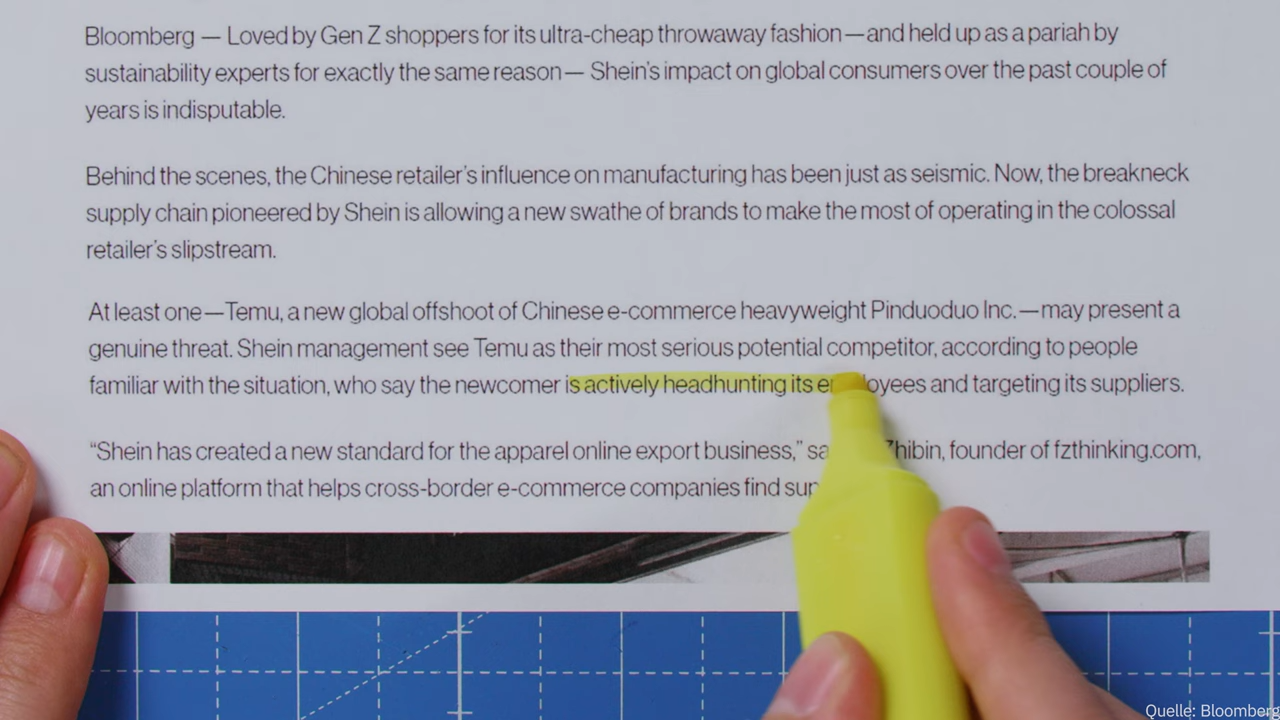 Bloomberg — Loved by Gen Z shoppers for its ultra-cheap throwaway fashion—and held up as a pariah by
sustainability experts for exactly the same reason— Shein's impact on global consumers over the past couple of
years is indisputable.
Behind the scenes, the Chinese retailer's influence on manufacturing has been just as seismic. Now, the breakneck
supply chain pioneered by Shein is allowing a new swathe of brands to make the most of operating in the colossal
retailer's slipstream.
At least one—Temu, a new global offshoot of Chinese e-commerce heavyweight Pinduoduo Inc.—may present a
genuine threat. Shein management see Temu as their most serious potential competitor, according to people
familiar with the situation, who say the newcomer is actively headhunting its and targeting its suppliers.
“Shein has created a new standard for the apparel online export business,” founder of fzthinking.com,
an online platform that helps cross-border e-commerce companies find
Quelle: Bloomberg